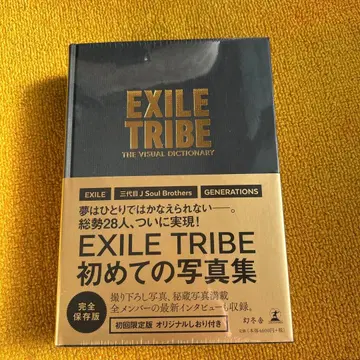 EXILE
TRIBE
THE VISUAL DICTIONARY
EXILE
三代目 J Soul Brothers
GENERATIONS
夢はひとりではかなえられない──。
総勢28人、ついに実現!
EXILE TRIBE
初めての写真集
完全
保存版
撮り下ろし写真、秘蔵写真満載
全メンバーの最新インタビューも収録。
初回限定版 オリジナルしおり付き
幻冬舎